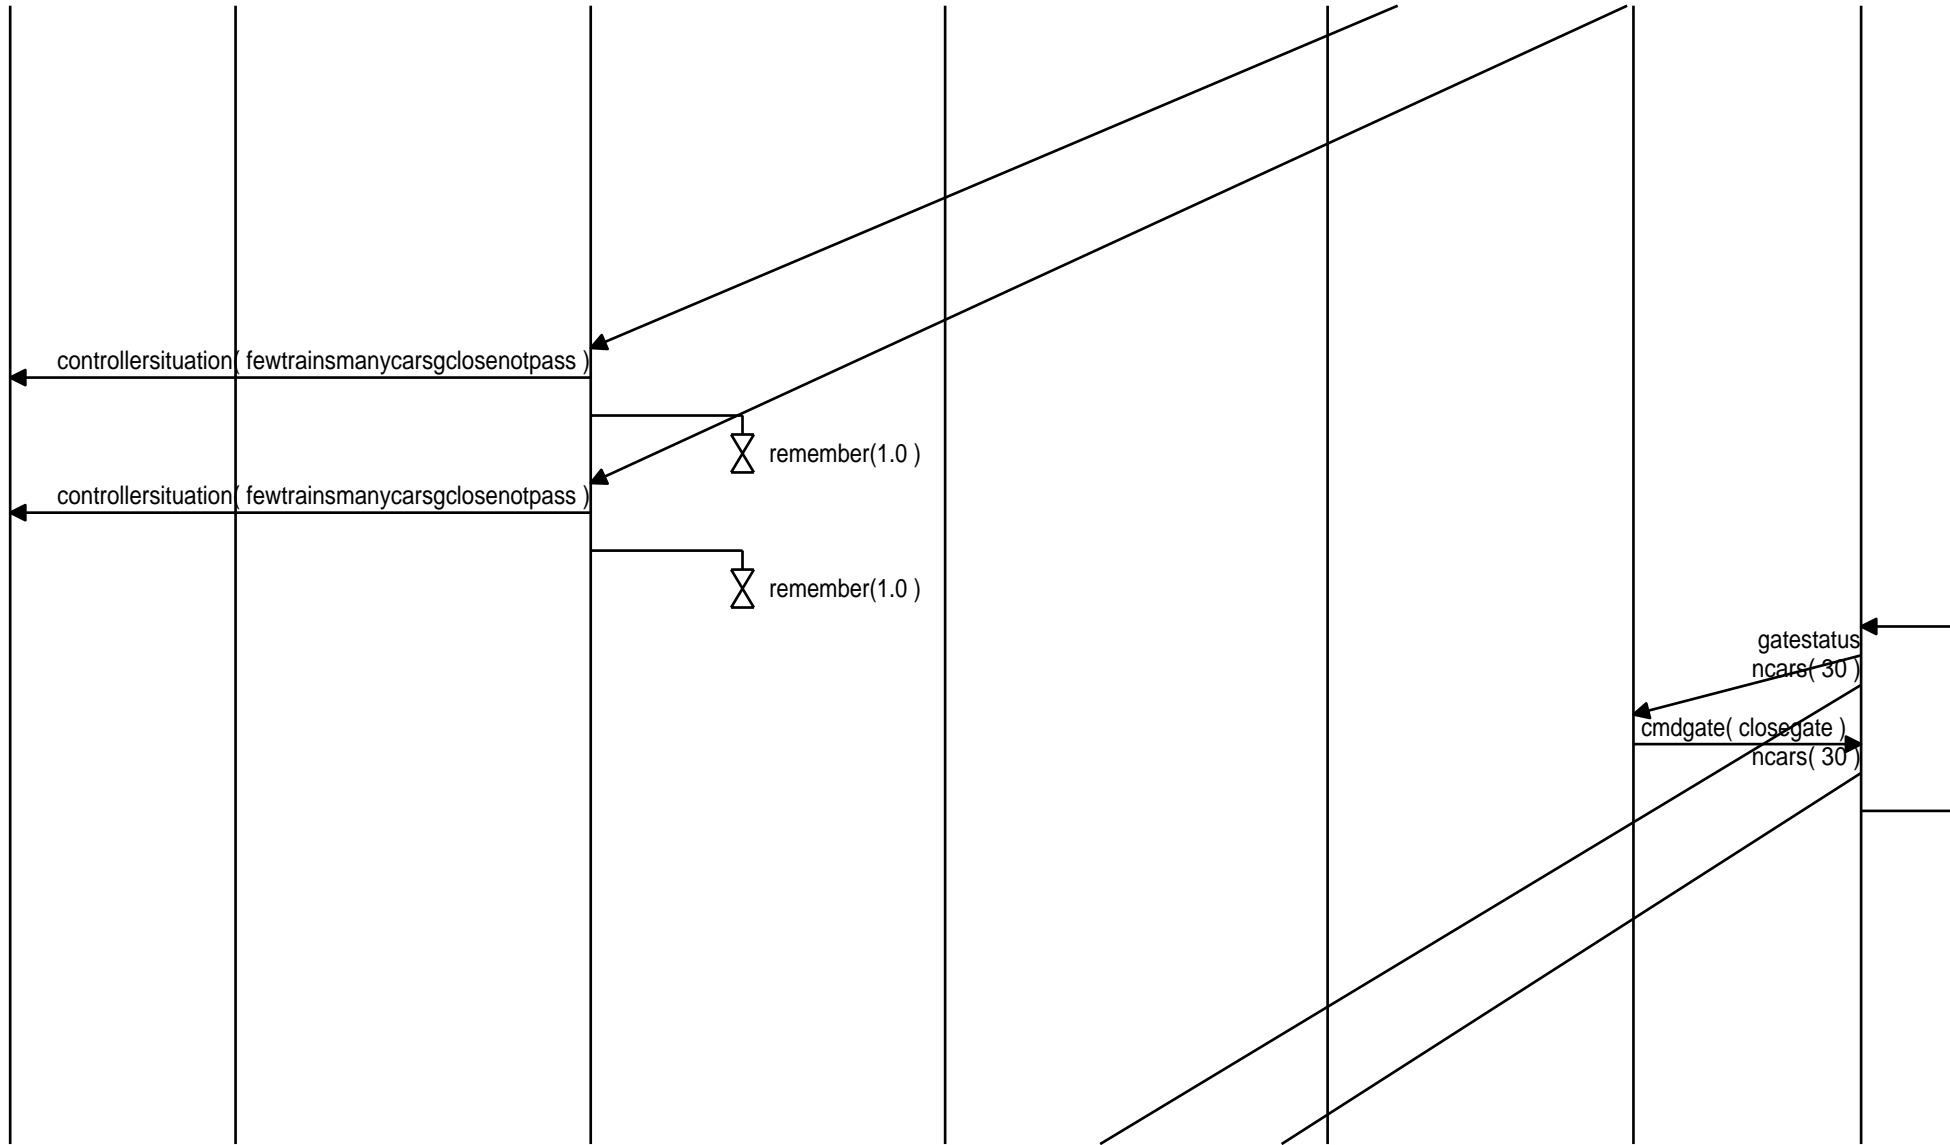 controllersituation( fewtrainsmanycarsgclosenotpass )
remember(1.0 )
controllersituation( fewtrainsmanycarsgclosenotpass )
remember(1.0 )
gatestatus
ncars( 30 )
cmdgate( closegate )
ncars( 30 )